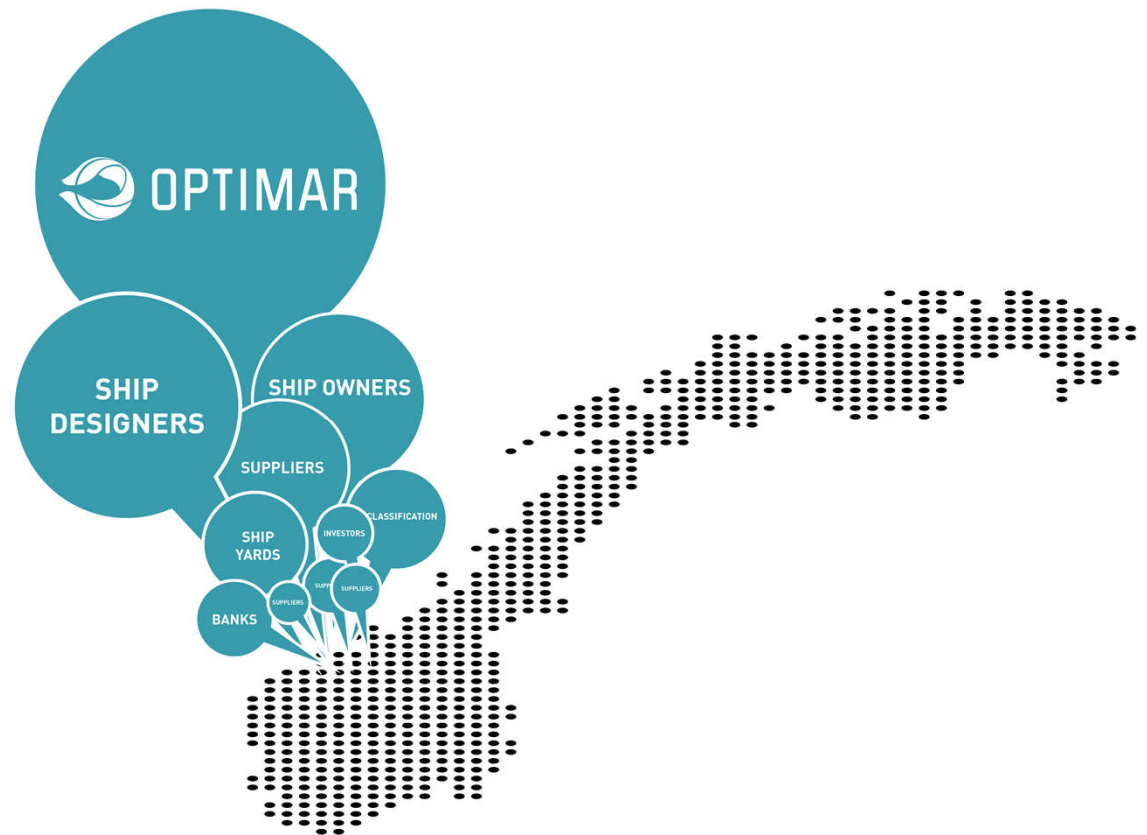 OPTIMAR
SHIP
DESIGNERS
SHIP OWNERS
SUPPLIERS
CLASSIFICATION
INVESTORS
SHIP
YARDS
SUPPLIERS
SUPPLIERS
BANKS